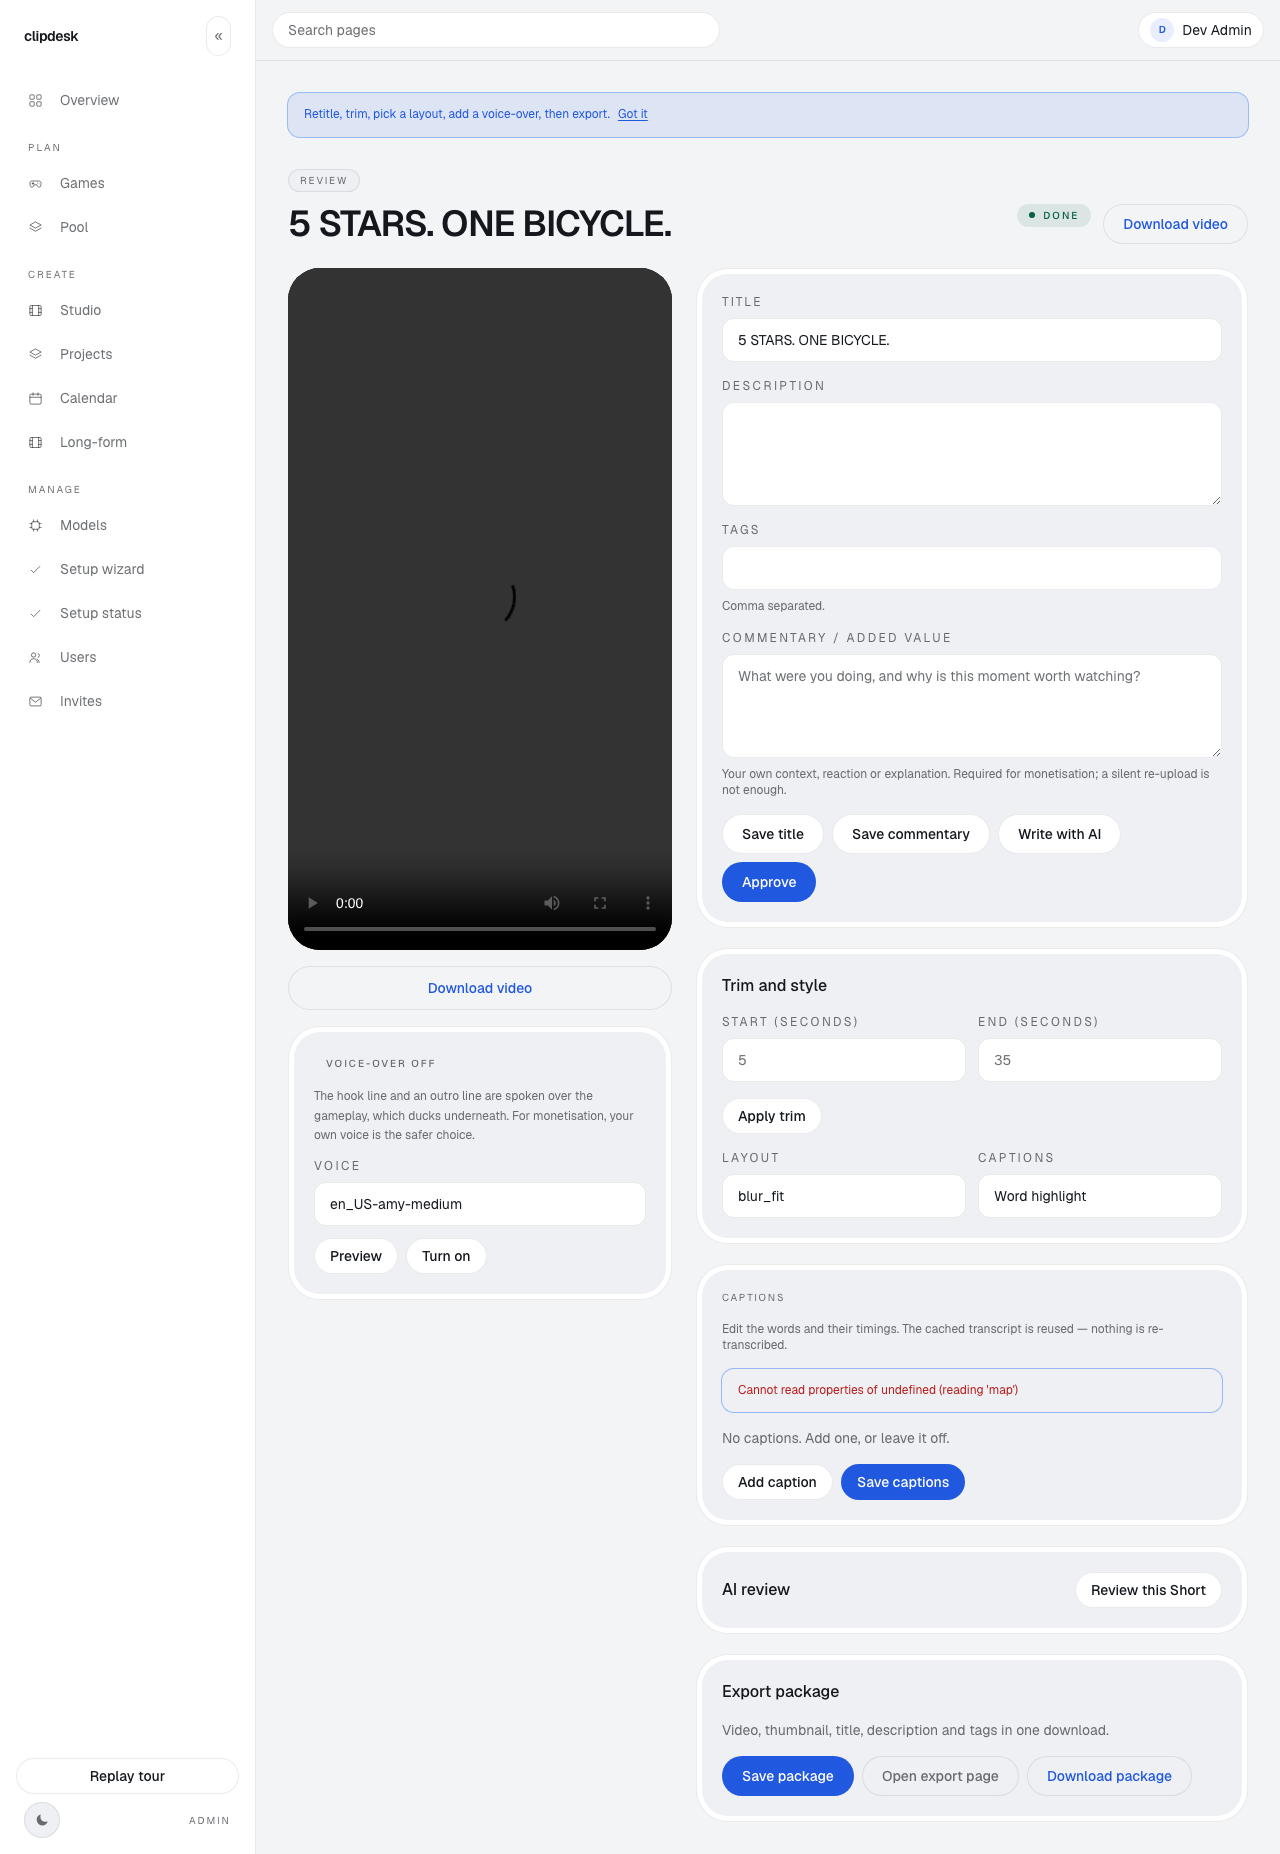 clipdesk
«
Search pages
D
Dev Admin
Overview
PLAN
Games
Pool
CREATE
Studio
Projects
Calendar
Long-form
MANAGE
Models
Setup wizard
Setup status
Users
Invites
Replay tour
ADMIN
Retitle, trim, pick a layout, add a voice-over, then export. Got it
REVIEW
5 STARS. ONE BICYCLE.
DONE
Download video
0:00
Download video
VOICE-OVER OFF
The hook line and an outro line are spoken over the
gameplay, which ducks underneath. For monetisation, your
own voice is the safer choice.
VOICE
en_US-amy-medium
Preview
Turn on
TITLE
5 STARS. ONE BICYCLE.
DESCRIPTION
TAGS
Comma separated.
COMMENTARY / ADDED VALUE
What were you doing, and why is this moment worth watching?
Your own context, reaction or explanation. Required for monetisation; a silent re-upload is
not enough.
Save title
Save commentary
Write with AI
Approve
Trim and style
START (SECONDS)
END (SECONDS)
5
35
Apply trim
LAYOUT
CAPTIONS
blur_fit
Word highlight
CAPTIONS
Edit the words and their timings. The cached transcript is reused — nothing is re-
transcribed.
Cannot read properties of undefined (reading 'map')
No captions. Add one, or leave it off.
Add caption
Save captions
AI review
Review this Short
Export package
Video, thumbnail, title, description and tags in one download.
Save package
Open export page
Download package